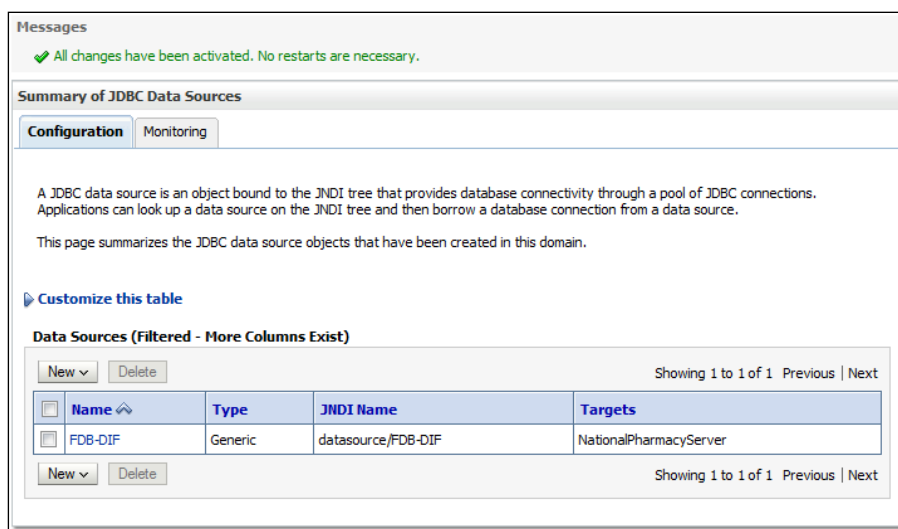 Messages
All changes have been activated. No restarts are necessary.
Summary of JDBC Data Sources
Configuration Monitoring
A JDBC data source is an object bound to the JNDI tree that provides database connectivity through a pool of JDBC connections.
Applications can look up a data source on the JNDI tree and then borrow a database connection from a data source.
This page summarizes the JDBC data source objects that have been created in this domain.
Customize this table
Data Sources (Filtered - More Columns Exist)
New Delete Showing 1 to 1 of 1 Previous | Next
Name Type JNDI Name Targets
FDB-DIF Generic datasource/FDB-DIF NationalPharmacyServer
New Delete Showing 1 to 1 of 1 Previous | Next